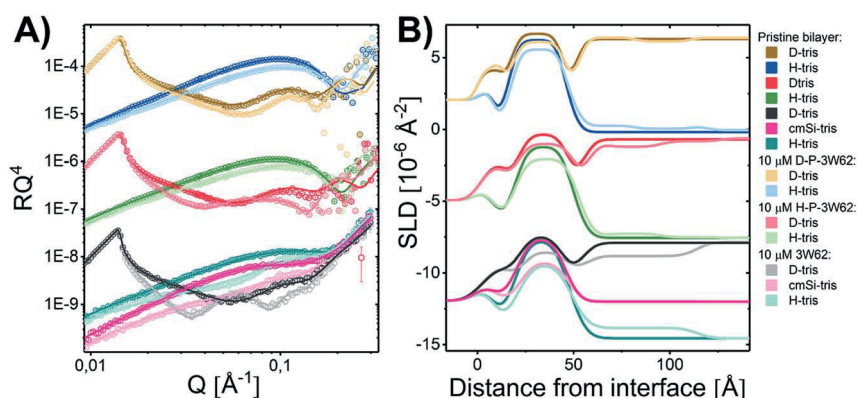 A)
RQ⁴
1E-4
1E-5
1E-6
1E-7
1E-8
1E-9
0,01
0,1
Q [Å⁻¹]
B)
SLD [10⁻⁶ Å⁻²]
5
0
-5
-10
-15
0
50
100
Distance from interface [Å]
Pristine bilayer:
D-tris
H-tris
Dtris
H-tris
D-tris
cmSi-tris
H-tris
10 µM D-P-3W62:
D-tris
H-tris
10 µM H-P-3W62:
D-tris
H-tris
10 µM 3W62:
D-tris
cmSi-tris
H-tris